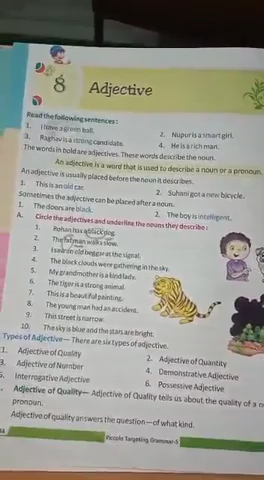 8 Adjective
Read the following sentences :
1. I have a green ball. 2. Nupur is a smart girl.
3. Raghav is a strong candidate. 4. He is a rich man.
The words in bold are adjectives. These words describe the noun.
An adjective is a word that is used to describe a noun or a pronoun.
An adjective is usually placed before the noun it describes.
1. This is an old car. 2. Suhani got a new bicycle.
Sometimes the adjective can be placed after a noun.
1. The doors are black. 2. The boy is intelligent.
A. Circle the adjectives and underline the nouns they describe :
1. Rohan has a black dog.
2. The fat man walks slow.
3. I saw an old beggar at the signal.
4. The black clouds were gathering in the sky.
5. My grandmother is a kind lady.
6. The tiger is a strong animal.
7. This is a beautiful painting.
8. The young man had an accident.
9. This street is narrow.
10. The sky is blue and the stars are bright.
Types of Adjective— There are six types of adjective.
1. Adjective of Quality 2. Adjective of Quantity
3. Adjective of Number 4. Demonstrative Adjective
5. Interrogative Adjective 6. Possessive Adjective
Adjective of Quality— Adjective of Quality tells us about the quality of a
pronoun.
Adjective of quality answers the question—of what kind.
Piccolo Targeting Grammar-5